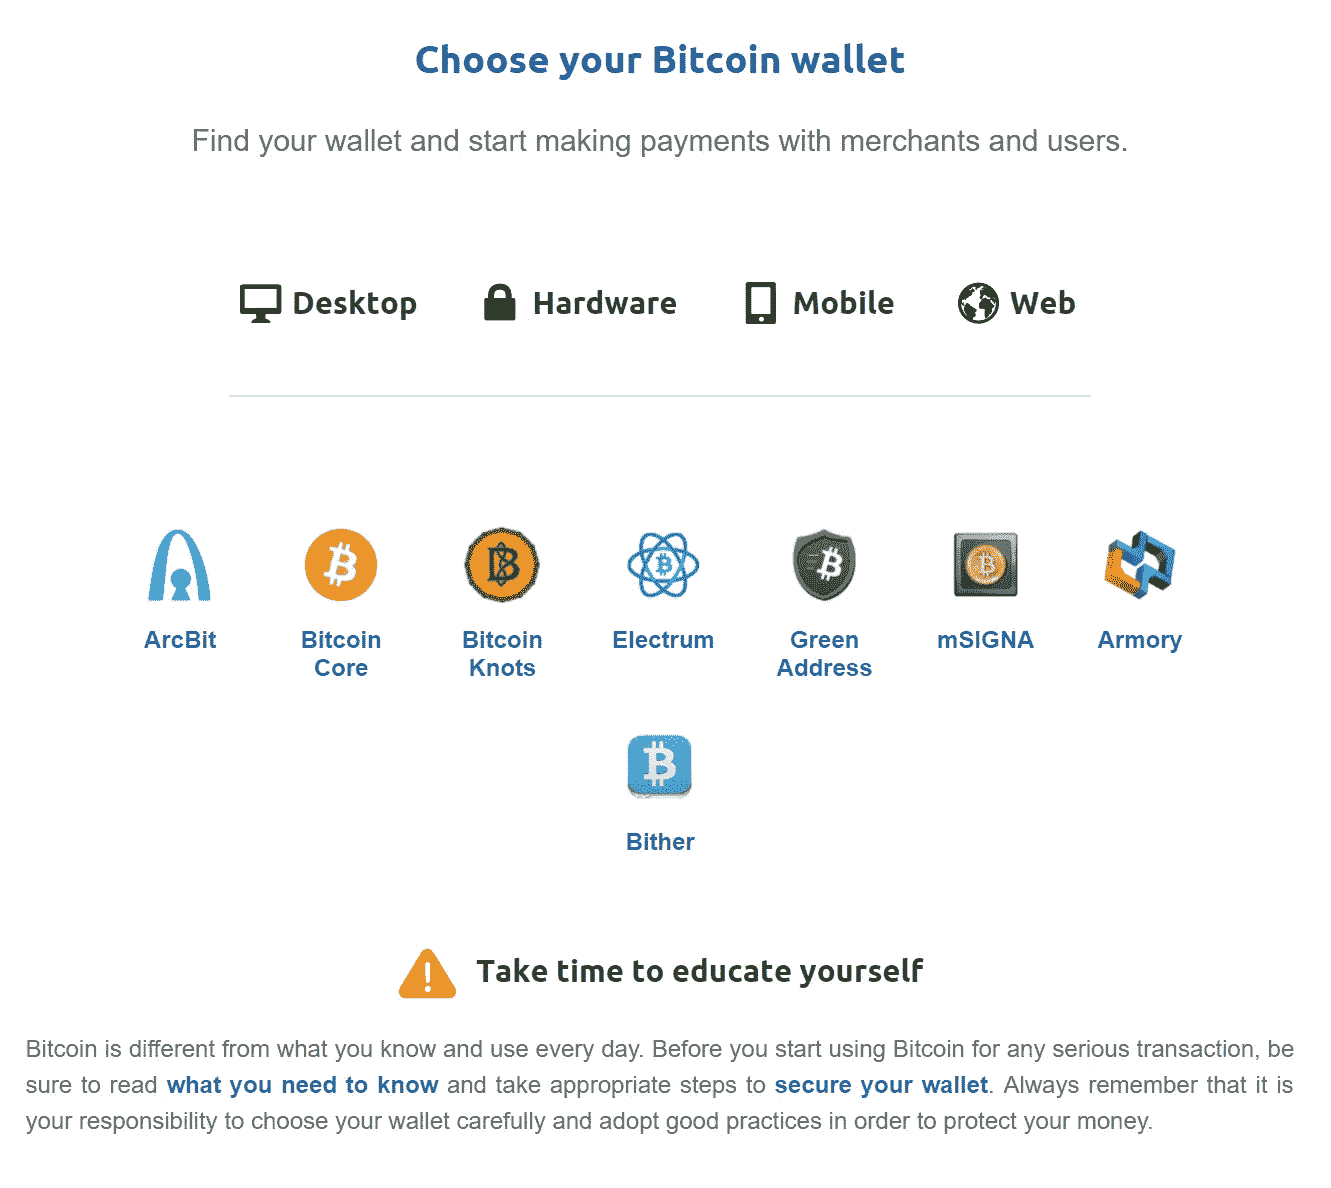 Choose your Bitcoin wallet
Find your wallet and start making payments with merchants and users.
Desktop Hardware Mobile Web
ArcBit
Bitcoin Core
Bitcoin Knots
Electrum
Green Address
mSIGNA
Armory
Bither
Take time to educate yourself
Bitcoin is different from what you know and use every day. Before you start using Bitcoin for any serious transaction, be
sure to read what you need to know and take appropriate steps to secure your wallet. Always remember that it is
your responsibility to choose your wallet carefully and adopt good practices in order to protect your money.